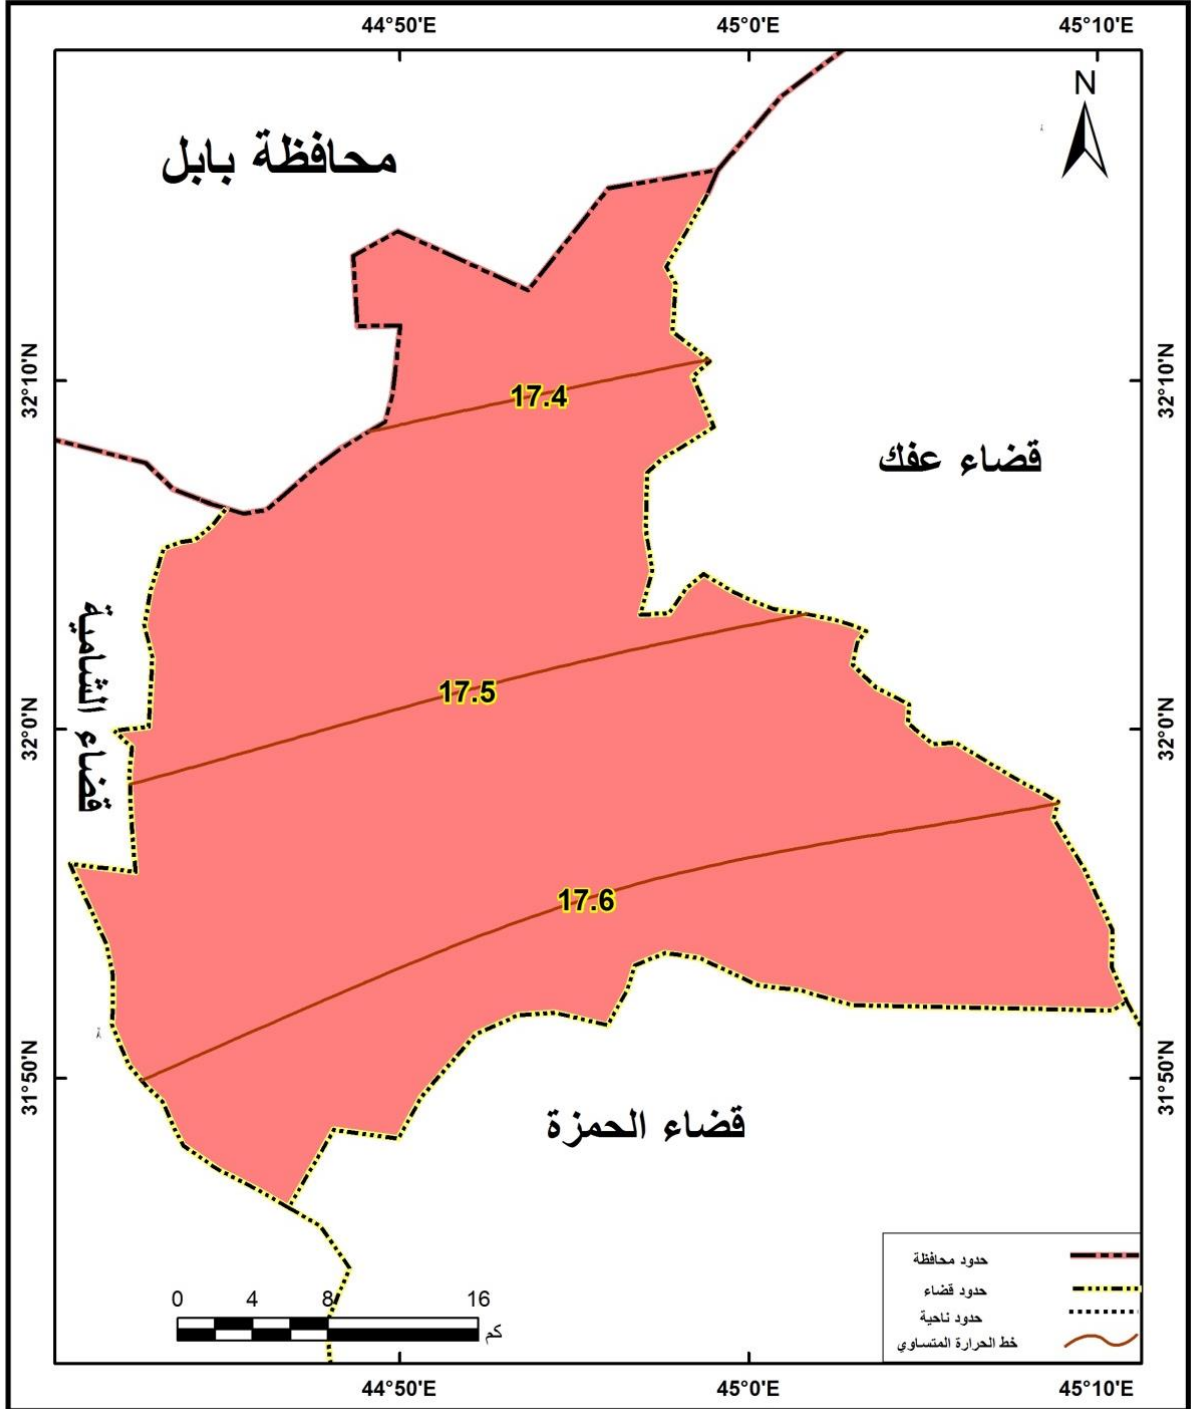 44°50'E
45°0'E
45°10'E
N
محافظة بابل
32°10'N
32°10'N
17.4
قضاء عفك
قضاء الشامية
17.5
32°0'N
32°0'N
17.6
31°50'N
31°50'N
قضاء الحمزة
حدود محافظة
حدود قضاء
حدود ناحية
خط الحرارة المتساوي
0 4 8 16
كم
44°50'E
45°0'E
45°10'E